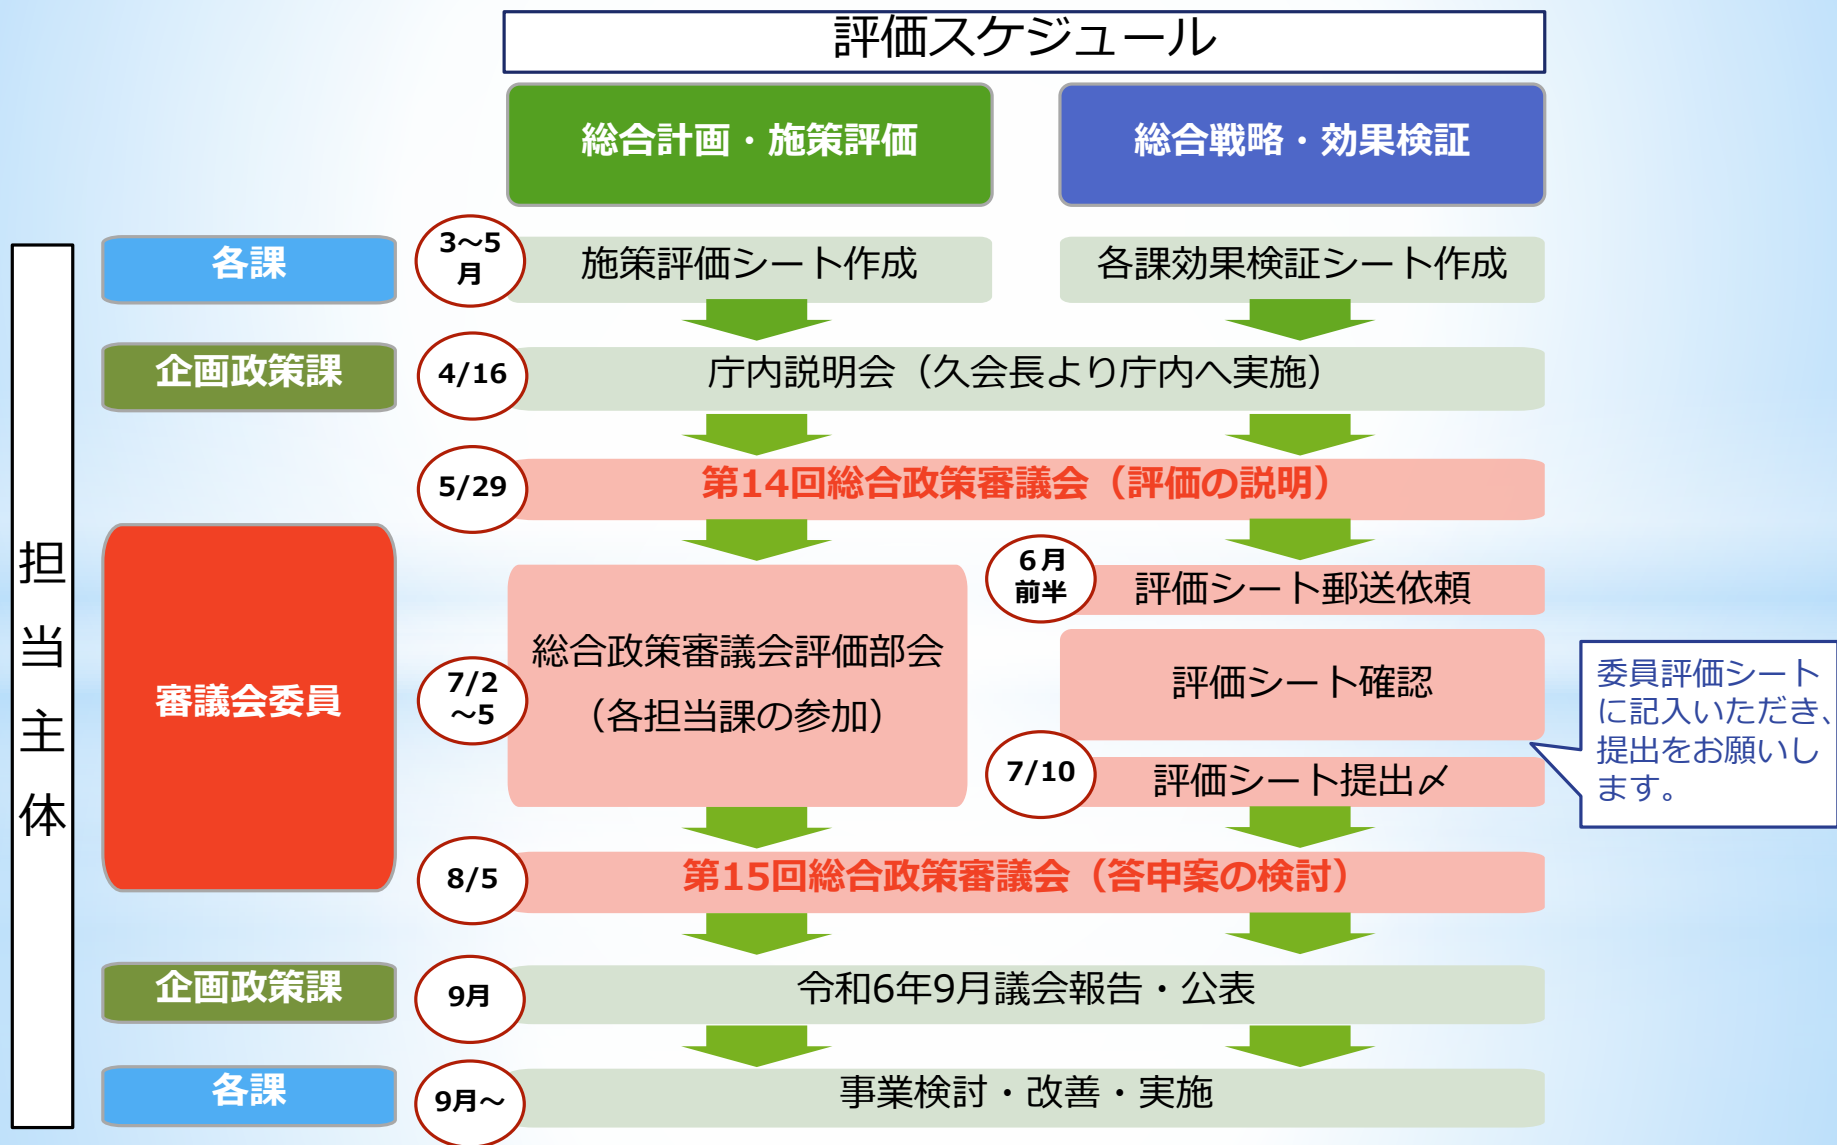 評価スケジュール
総合計画・施策評価
総合戦略・効果検証
担当主体
各課
3～5
月
施策評価シート作成
各課効果検証シート作成
企画政策課
4/16
庁内説明会（久会長より庁内へ実施）
5/29
第14回総合政策審議会（評価の説明）
審議会委員
7/2
～5
総合政策審議会評価部会
（各担当課の参加）
６月
前半
評価シート郵送依頼
評価シート確認
7/10
評価シート提出〆
委員評価シート
に記入いただき、
提出をお願いし
ます。
8/5
第15回総合政策審議会（答申案の検討）
企画政策課
9月
令和6年9月議会報告・公表
各課
9月～
事業検討・改善・実施